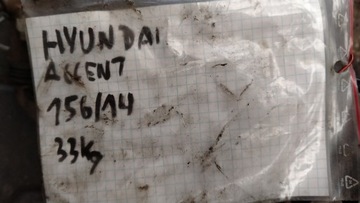 HYUNDAI
ACCENT
156/14
33kg